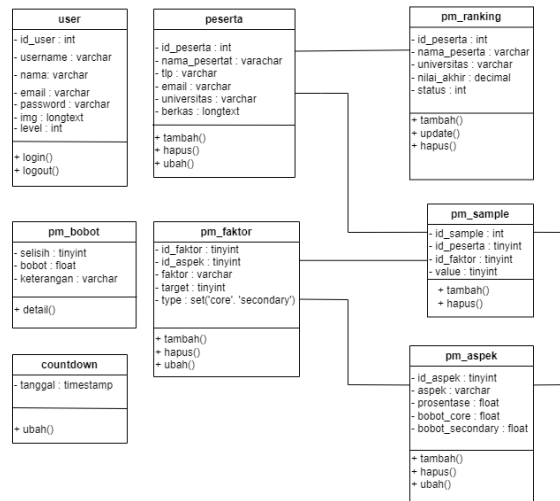 user
- id_user : int
- username : varchar
- nama: varchar
- email : varchar
- password : varchar
- img : longtext
- level : int
+ login()
+ logout()
peserta
- id_peserta : int
- nama_pesertat : varachar
- tlp : varchar
- email : varchar
- universitas : varchar
- berkas : longtext
+ tambah()
+ hapus()
+ ubah()
pm_ranking
- id_peserta : int
- nama_peserta : varchar
- universitas : varchar
- nilai_akhir : decimal
- status : int
+ tambah()
+ update()
+ hapus()
pm_bobot
- selisih : tinyint
- bobot : float
- keterangan : varchar
+ detail()
pm_faktor
- id_faktor : tinyint
- id_aspek : tinyint
- faktor : varchar
- target : tinyint
- type : set('core'. 'secondary')
+ tambah()
+ hapus()
+ ubah()
pm_sample
- id_sample : int
- id_peserta : tinyint
- id_faktor : tinyint
- value : tinyint
+ tambah()
+ hapus()
countdown
- tanggal : timestamp
+ ubah()
pm_aspek
- id_aspek : tinyint
- aspek : varchar
- prosentase : float
- bobot_core : float
- bobot_secondary : float
+ tambah()
+ hapus()
+ ubah()